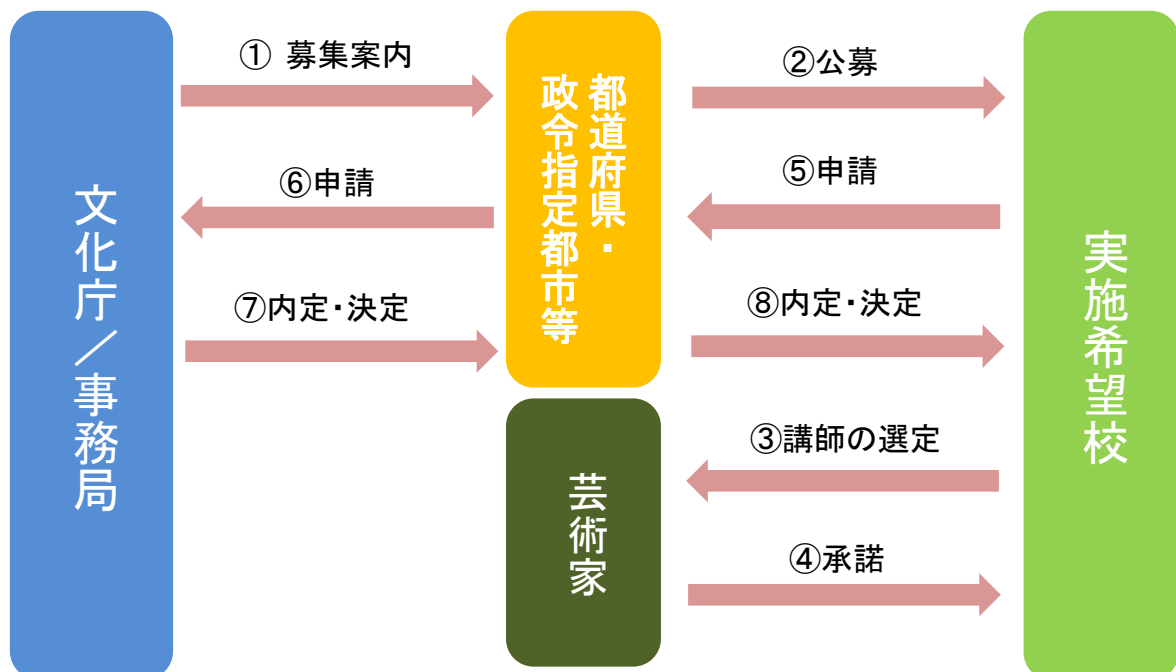 文化庁／事務局
① 募集案内
⑥申請
⑦内定・決定
都道府県・
政令指定都市等
芸術家
②公募
⑤申請
⑧内定・決定
③講師の選定
④承諾
実施希望校